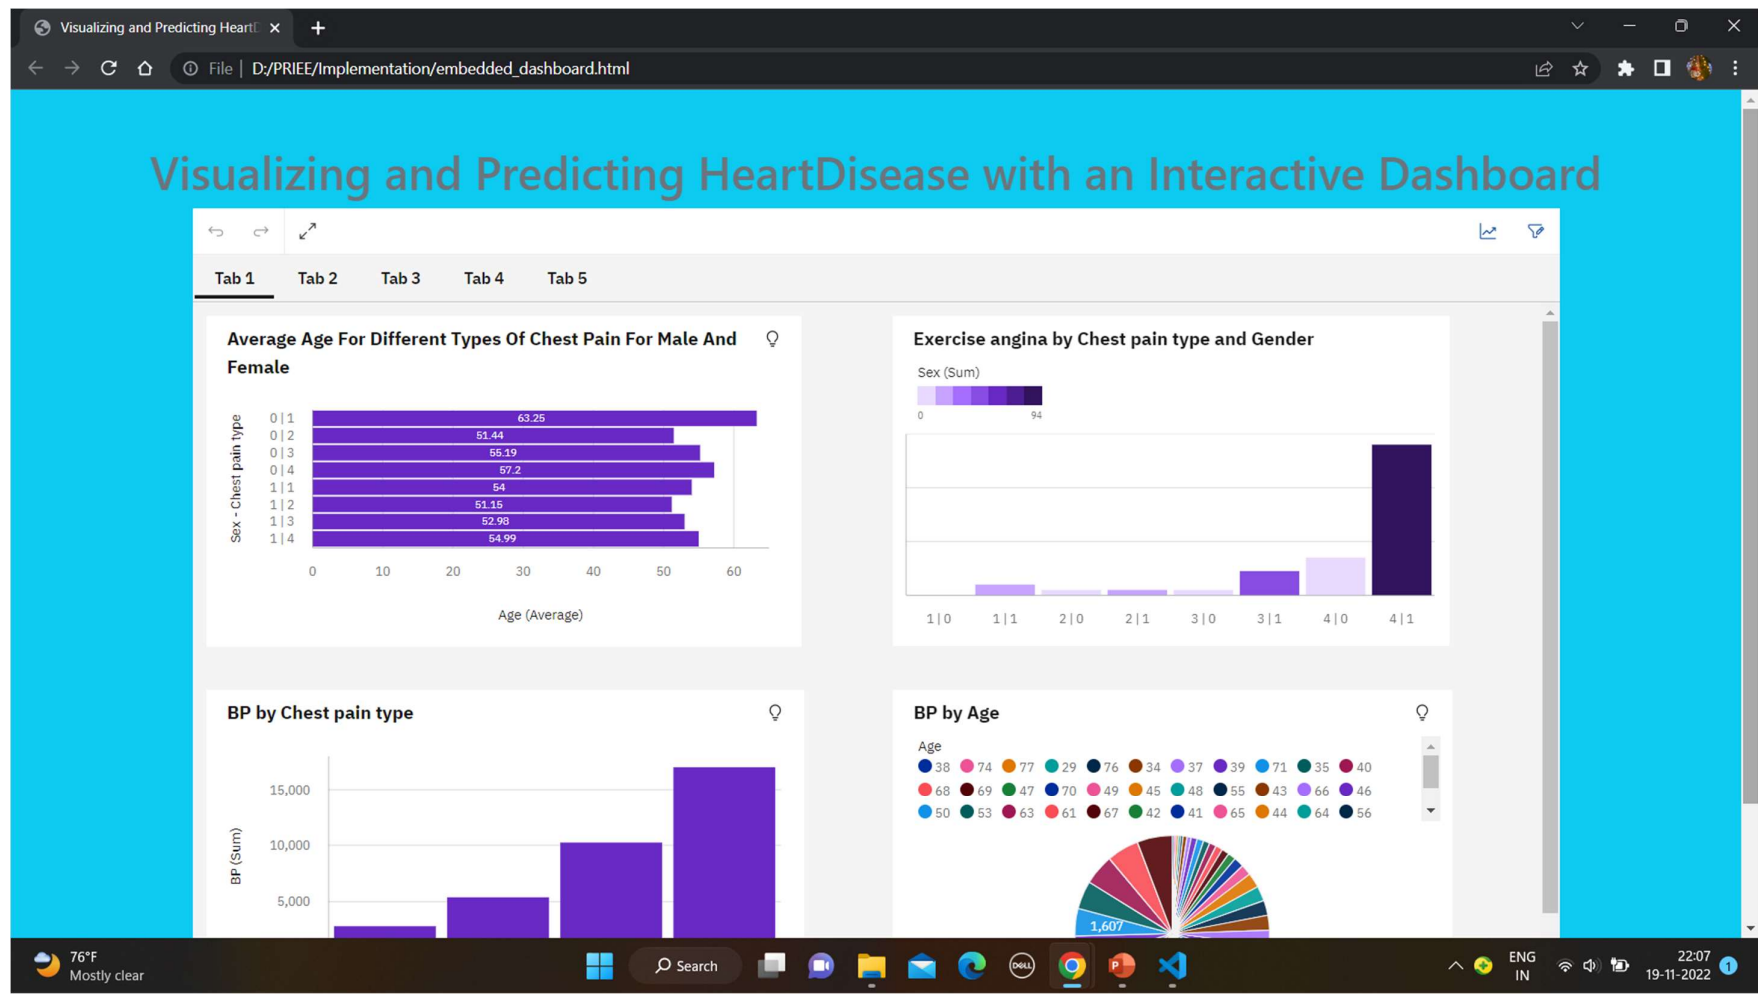 Visualizing and Predicting HeartD
File | D:/PRIEE/Implementation/embedded_dashboard.html
Visualizing and Predicting HeartDisease with an Interactive Dashboard
Tab 1 Tab 2 Tab 3 Tab 4 Tab 5
Average Age For Different Types Of Chest Pain For Male And
Female
Sex - Chest pain type
0|1 63.25
0|2 51.44
0|3 55.19
0|4 57.2
1|1 54
1|2 51.15
1|3 52.98
1|4 54.99
0 10 20 30 40 50 60
Age (Average)
Exercise angina by Chest pain type and Gender
Sex (Sum)
0 94
1|0 1|1 2|0 2|1 3|0 3|1 4|0 4|1
BP by Chest pain type
BP (Sum)
15,000
10,000
5,000
BP by Age
Age
38 74 77 29 76 34 37 39 71 35 40
68 69 47 70 49 45 48 55 43 66 46
50 53 63 61 67 42 41 65 44 64 56
1,607
76°F
Mostly clear
Search
DELL
ENG
IN
22:07
19-11-2022
1